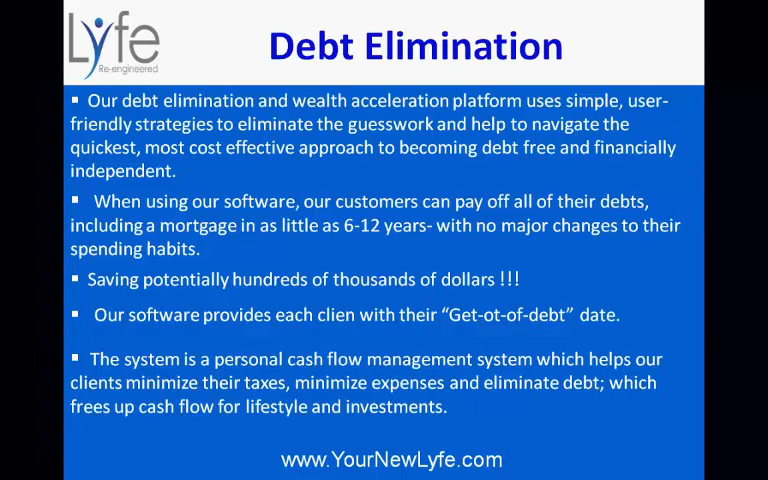 Lyfe
Re-engineered
Debt Elimination
▪ Our debt elimination and wealth acceleration platform uses simple, user-
friendly strategies to eliminate the guesswork and help to navigate the
quickest, most cost effective approach to becoming debt free and financially
independent.
▪ When using our software, our customers can pay off all of their debts,
including a mortgage in as little as 6-12 years- with no major changes to their
spending habits.
▪ Saving potentially hundreds of thousands of dollars !!!
▪ Our software provides each clien with their “Get-ot-of-debt” date.
▪ The system is a personal cash flow management system which helps our
clients minimize their taxes, minimize expenses and eliminate debt; which
frees up cash flow for lifestyle and investments.
www.YourNewLyfe.com